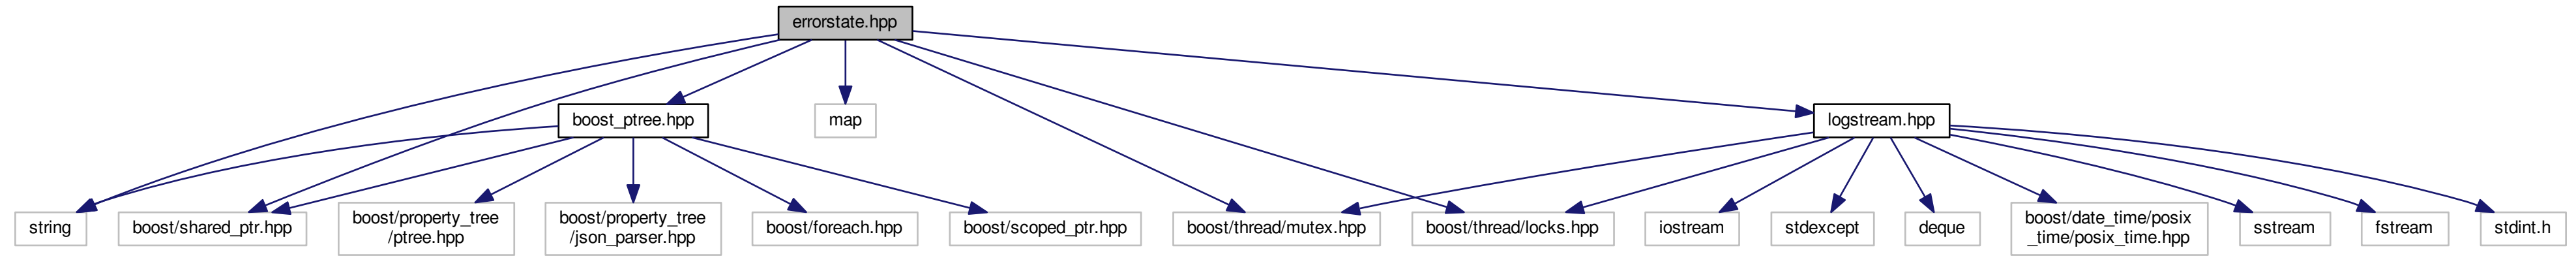 errorstate.hpp
boost_ptree.hpp
map
logstream.hpp
string
boost/shared_ptr.hpp
boost/property_tree
/ptree.hpp
boost/property_tree
/json_parser.hpp
boost/foreach.hpp
boost/scoped_ptr.hpp
boost/thread/mutex.hpp
boost/thread/locks.hpp
iostream
stdexcept
deque
boost/date_time/posix
_time/posix_time.hpp
sstream
fstream
stdint.h